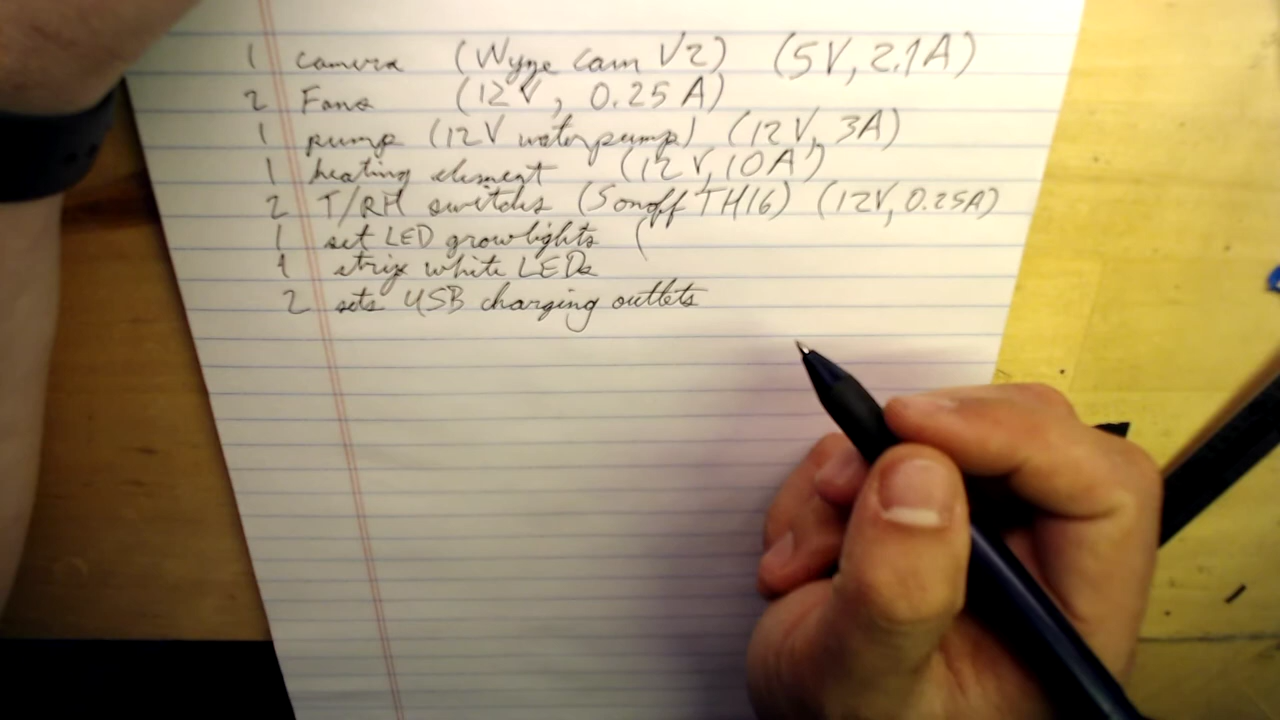 1 camera (Wyze Cam V2) (5V, 2.1A)
2 Fans (12V, 0.25A)
1 pump (12V water pump) (12V, 3A)
1 heating element (12V, 10A)
2 T/RH switches (Sonoff TH16) (12V, 0.25A)
1 set LED growlights (
1 strip white LEDs
2 sets USB charging outlets